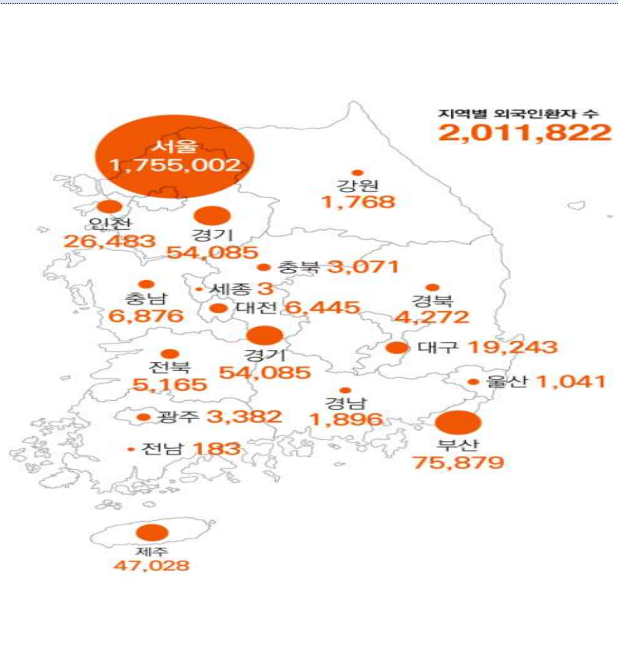 지역별 외국인환자 수
2,011,822
서울
1,755,002
강원
1,768
인천
26,483
경기
54,085
충북 3,071
세종 3
충남
6,876
대전 6,445
경북
4,272
경기
54,085
대구 19,243
전북
5,165
울산 1,041
경남
1,896
광주 3,382
부산
75,879
전남 183
제주
47,028